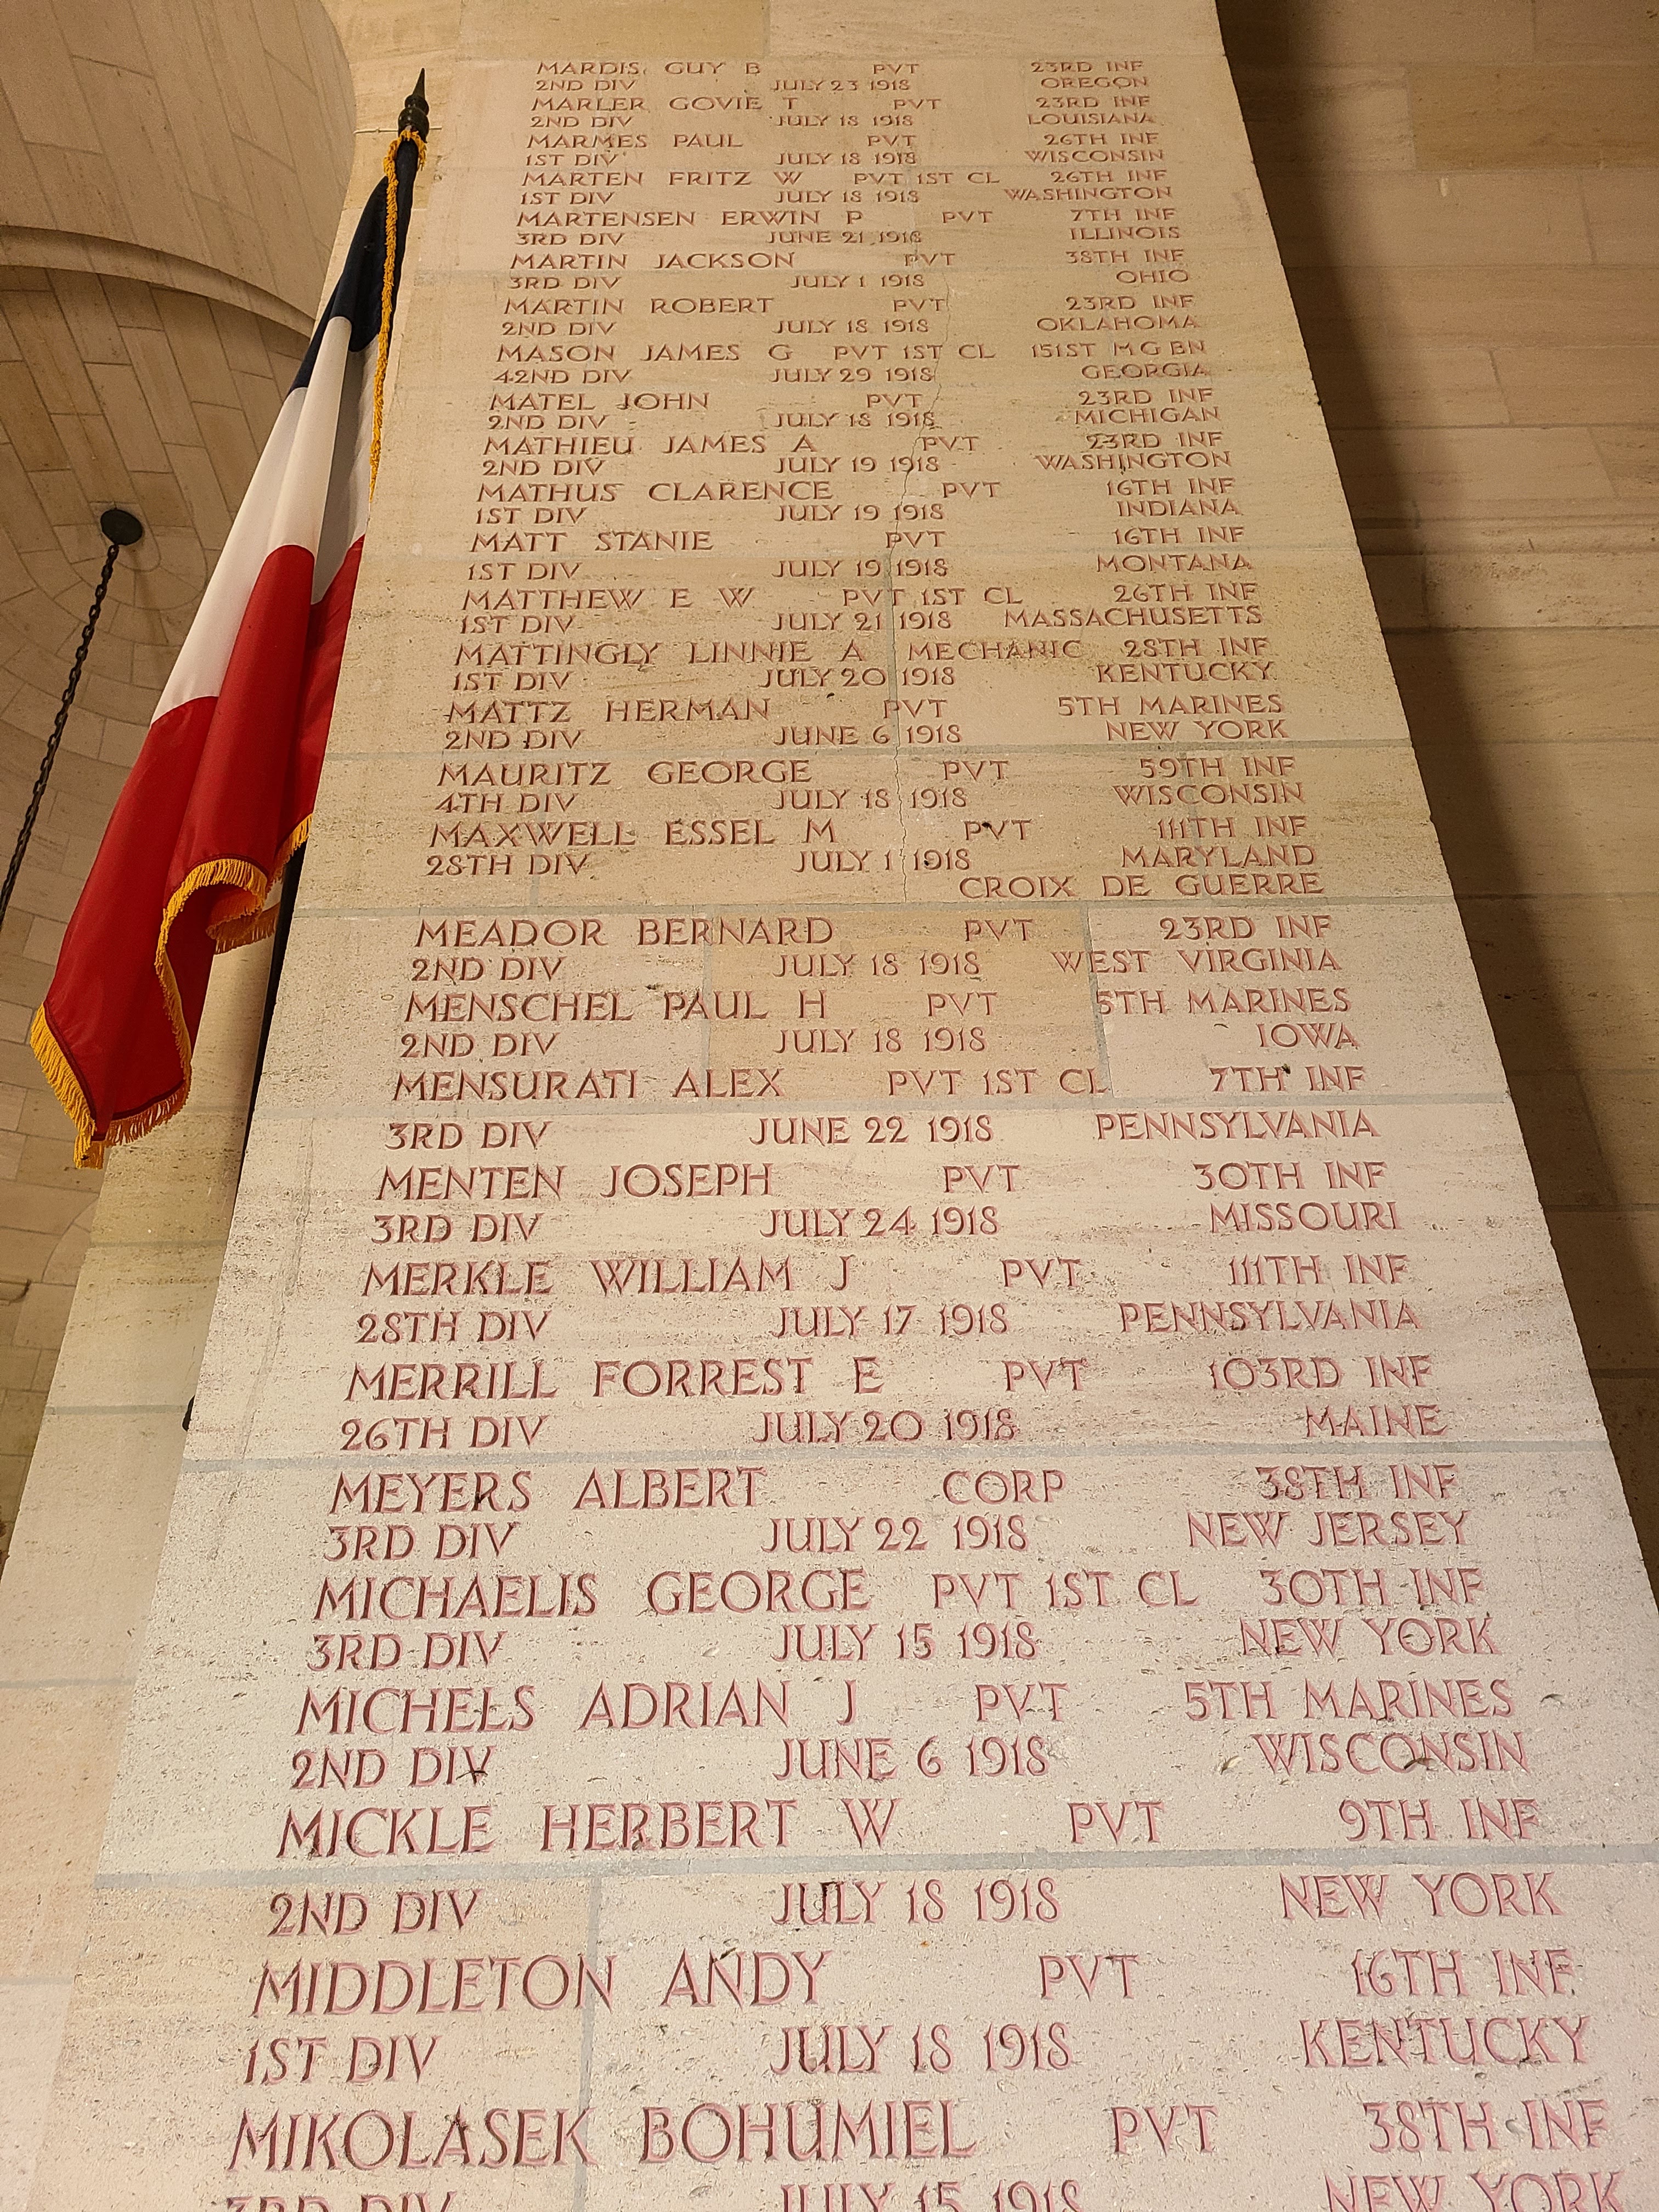 MARDIS GUY B PVT 23RD INF
2ND DIV JULY 23 1918 OREGON
MARLER GOVIE T PVT 23RD INF
2ND DIV JULY 18 1918 LOUISIANA
MARMES PAUL PVT 26TH INF
1ST DIV JULY 18 1918 WISCONSIN
MARTEN FRITZ W PVT 1ST CL 26TH INF
1ST DIV JULY 18 1918 WASHINGTON
MARTENSEN ERWIN P PVT 7TH INF
3RD DIV JUNE 21 1918 ILLINOIS
MARTIN JACKSON PVT 38TH INF
3RD DIV JULY 1 1918 OHIO
MARTIN ROBERT PVT 23RD INF
2ND DIV JULY 18 1918 OKLAHOMA
MASON JAMES G PVT 1ST CL 151ST M G BN
42ND DIV JULY 29 1918 GEORGIA
MATEL JOHN PVT 23RD INF
2ND DIV JULY 18 1918 MICHIGAN
MATHIEU JAMES A PVT 23RD INF
2ND DIV JULY 19 1918 WASHINGTON
MATHUS CLARENCE PVT 16TH INF
1ST DIV JULY 19 1918 INDIANA
MATT STANIE PVT 16TH INF
1ST DIV JULY 19 1918 MONTANA
MATTHEW E W PVT 1ST CL 26TH INF
1ST DIV JULY 21 1918 MASSACHUSETTS
MATTINGLY LINNIE A MECHANIC 28TH INF
1ST DIV JULY 20 1918 KENTUCKY
MATTZ HERMAN PVT 5TH MARINES
2ND DIV JUNE 6 1918 NEW YORK
MAURITZ GEORGE PVT 59TH INF
4TH DIV JULY 18 1918 WISCONSIN
MAXWELL ESSEL M PVT 111TH INF
28TH DIV JULY 1 1918 MARYLAND
CROIX DE GUERRE
MEADOR BERNARD PVT 23RD INF
2ND DIV JULY 18 1918 WEST VIRGINIA
MENSCHEL PAUL H PVT 5TH MARINES
2ND DIV JULY 18 1918 IOWA
MENSURATI ALEX PVT 1ST CL 7TH INF
3RD DIV JUNE 22 1918 PENNSYLVANIA
MENTEN JOSEPH PVT 30TH INF
3RD DIV JULY 24 1918 MISSOURI
MERKLE WILLIAM J PVT 111TH INF
28TH DIV JULY 17 1918 PENNSYLVANIA
MERRILL FORREST E PVT 103RD INF
26TH DIV JULY 20 1918 MAINE
MEYERS ALBERT CORP 38TH INF
3RD DIV JULY 22 1918 NEW JERSEY
MICHAELIS GEORGE PVT 1ST CL 30TH INF
3RD DIV JULY 15 1918 NEW YORK
MICHELS ADRIAN J PVT 5TH MARINES
2ND DIV JUNE 6 1918 WISCONSIN
MICKLE HERBERT W PVT 9TH INF
2ND DIV JULY 18 1918 NEW YORK
MIDDLETON ANDY PVT 16TH INF
1ST DIV JULY 18 1918 KENTUCKY
MIKOLASEK BOHUMIEL PVT 38TH INF
3RD DIV JULY 15 1918 NEW YORK